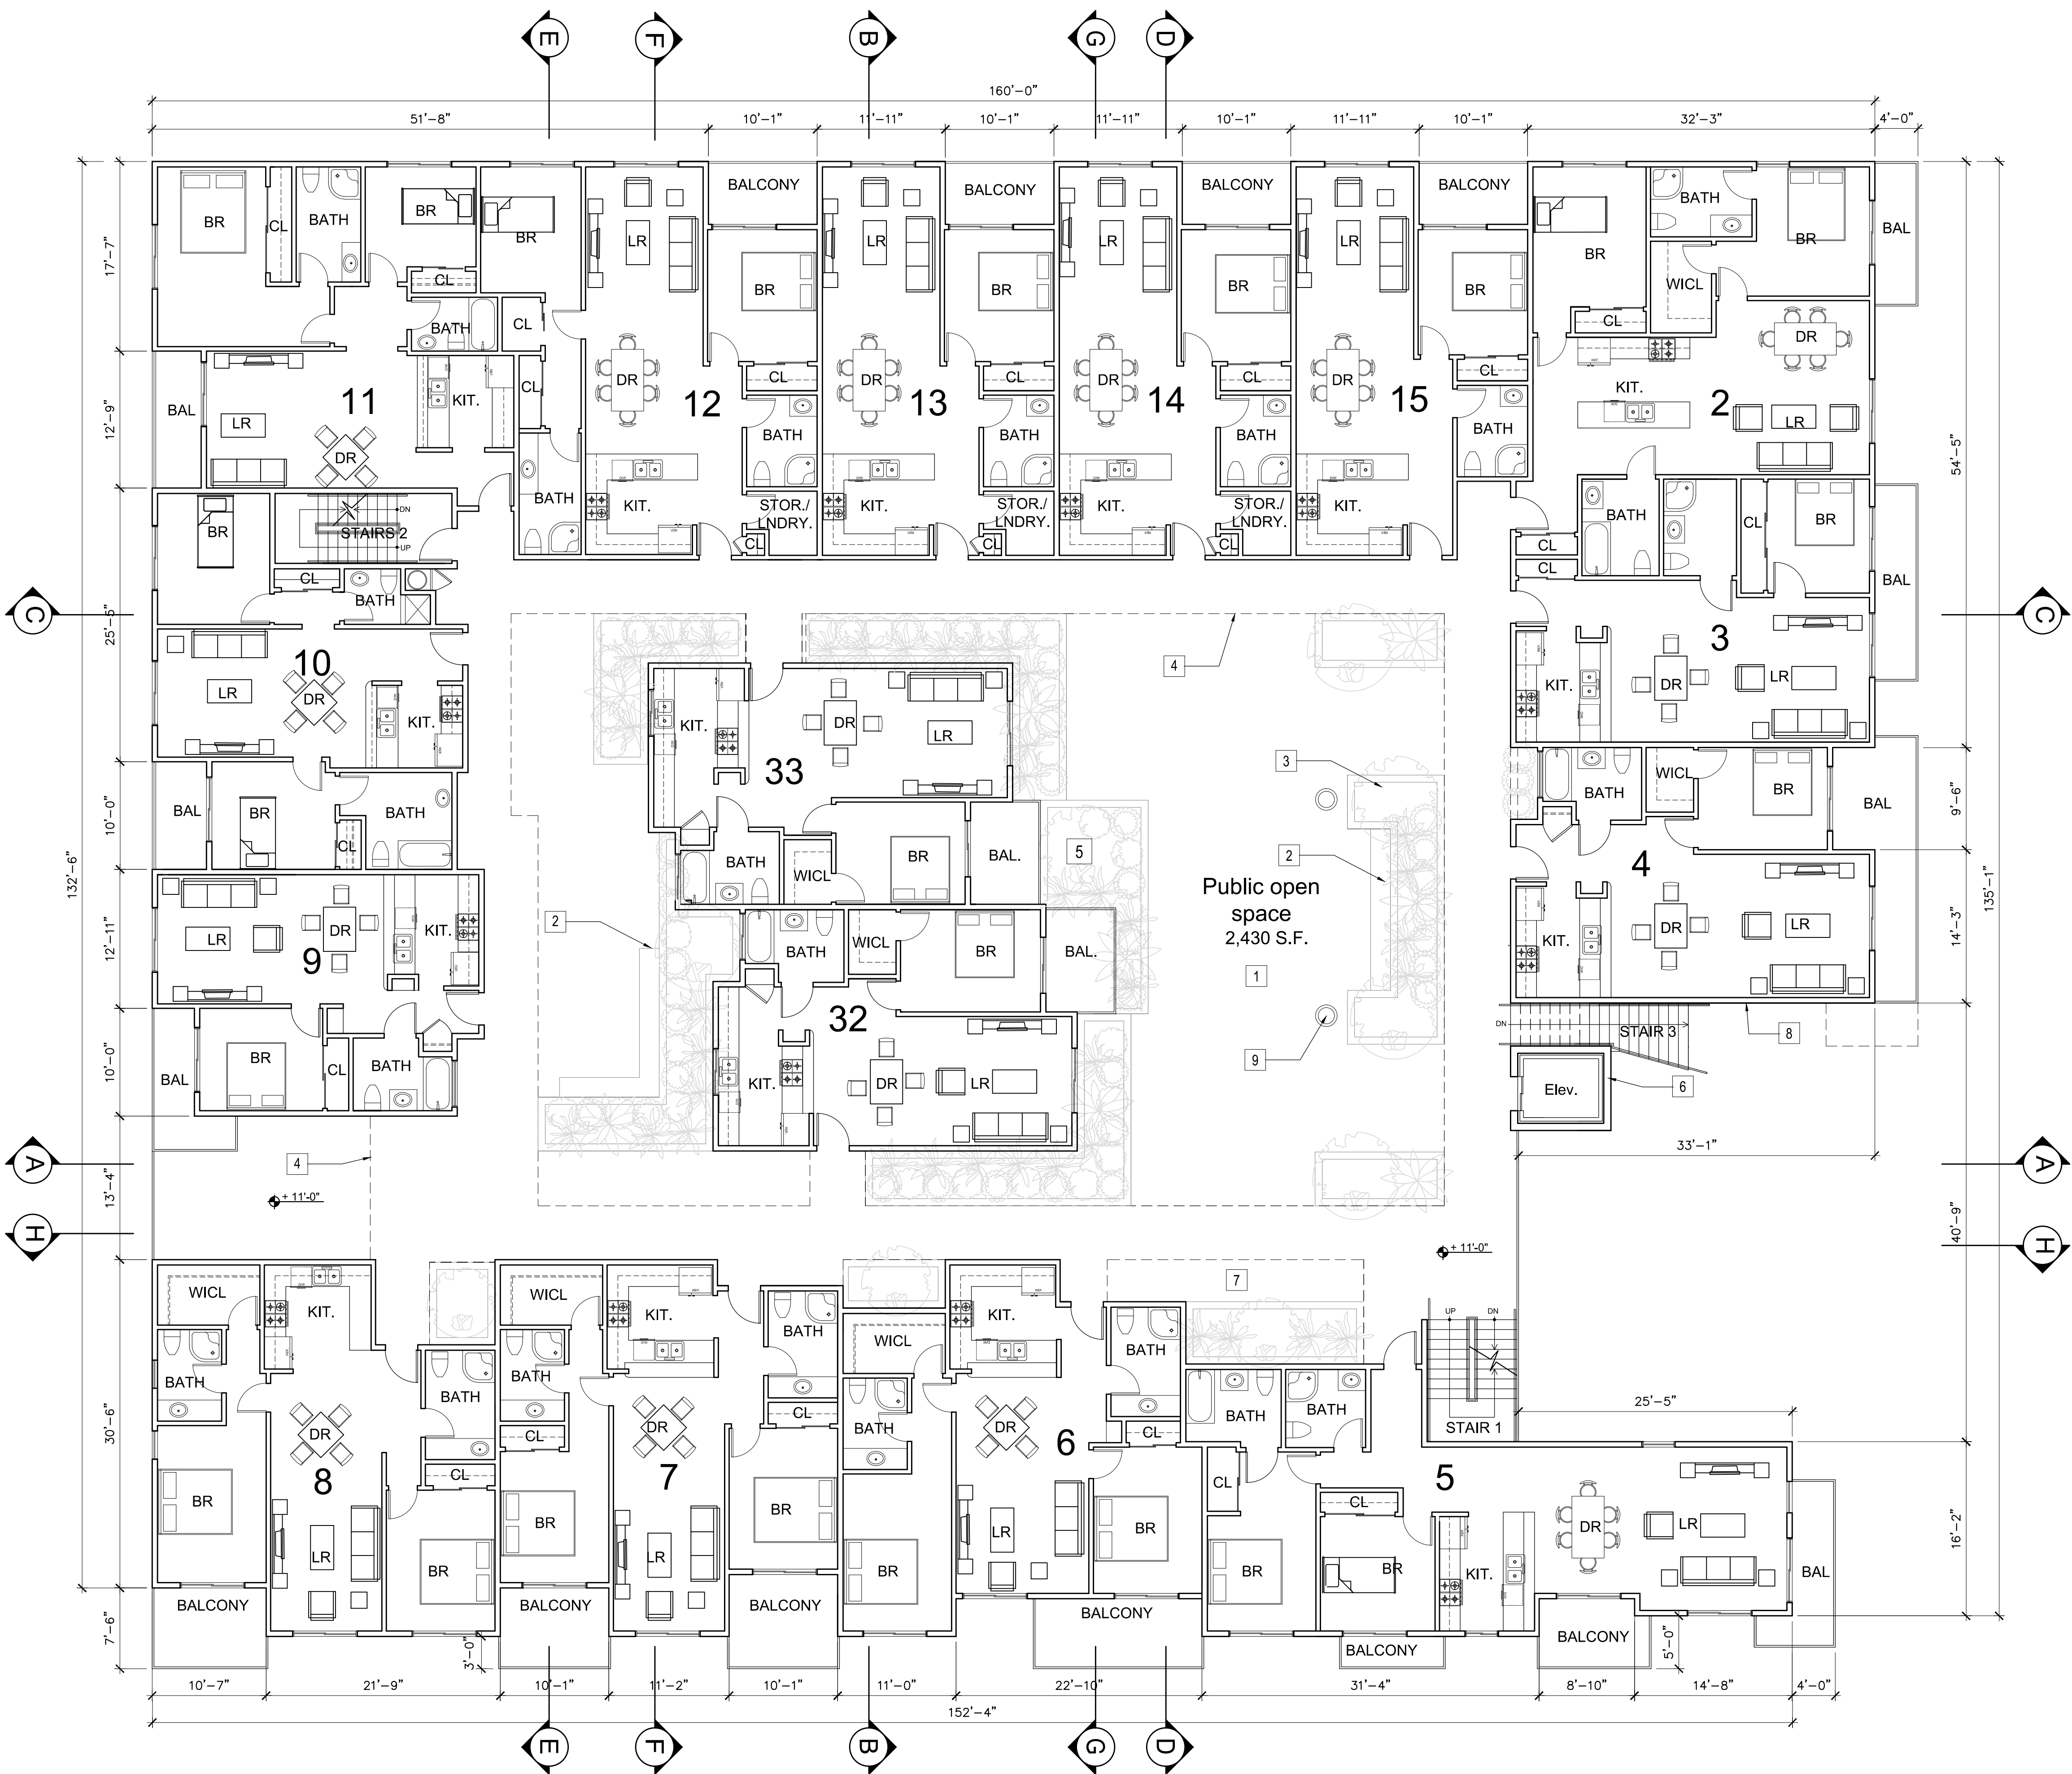 E F B G D
160'-0"
51'-8" 10'-1" 11'-11" 10'-1" 11'-11" 10'-1" 11'-11" 10'-1" 32'-3" 4'-0"
BALCONY BALCONY BALCONY BALCONY
BR CL BATH BR BR LR BR LR BR LR BR LR BR BR BATH BR BAL
17'-7"
CL BATH CL CL WICL
CL CL CL CL CL
DR DR DR DR KIT. DR
BAL 11 KIT. CL 12 13 14 15 2
12'-9"
LR DR BATH BATH BATH BATH LR
54'-5"
BATH KIT. KIT. KIT. KIT.
STOR./ STOR./ STOR./
LNDRY. LNDRY. LNDRY.
CL CL CL
BR STAIRS 2 DN UP
BATH CL BR BAL
CL CL
CL BATH
C C
25'-5"
10 LR DR KIT.
4
3 KIT. DR LR
33 KIT. DR LR
3
BAL BR CL BATH
10'-0"
132'-6"
BATH WICL BR BAL. 5
2
BATH WICL BR BAL
9'-6"
135'-1"
Public open
space
2,430 S.F.
1
9 LR DR KIT.
12'-11"
2
BATH WICL BR BAL.
32 KIT. DR LR
4 KIT. DR LR
14'-3"
9
BAL BR CL BATH
10'-0"
DN STAIR 3 8
Elev. 6
33'-1"
A A
4
13'-4"
+ 11'-0"
H H
+ 11'-0"
40'-9"
7
WICL KIT. WICL KIT. BATH WICL KIT. BATH
UP DN
STAIR 1
25'-5"
BATH DR BATH BATH DR CL BATH DR CL BATH BATH
30'-6"
8 CL CL 7 6 CL 5
BR LR BR BR LR BR BR LR BR BR CL BR KIT. DR LR BAL
16'-2"
BALCONY BALCONY BALCONY BALCONY BALCONY BALCONY
7'-6" 3'-0" 5'-0"
10'-7" 21'-9" 10'-1" 11'-2" 10'-1" 11'-0" 22'-10" 31'-4" 8'-10" 14'-8" 4'-0"
152'-4"
E F B G D